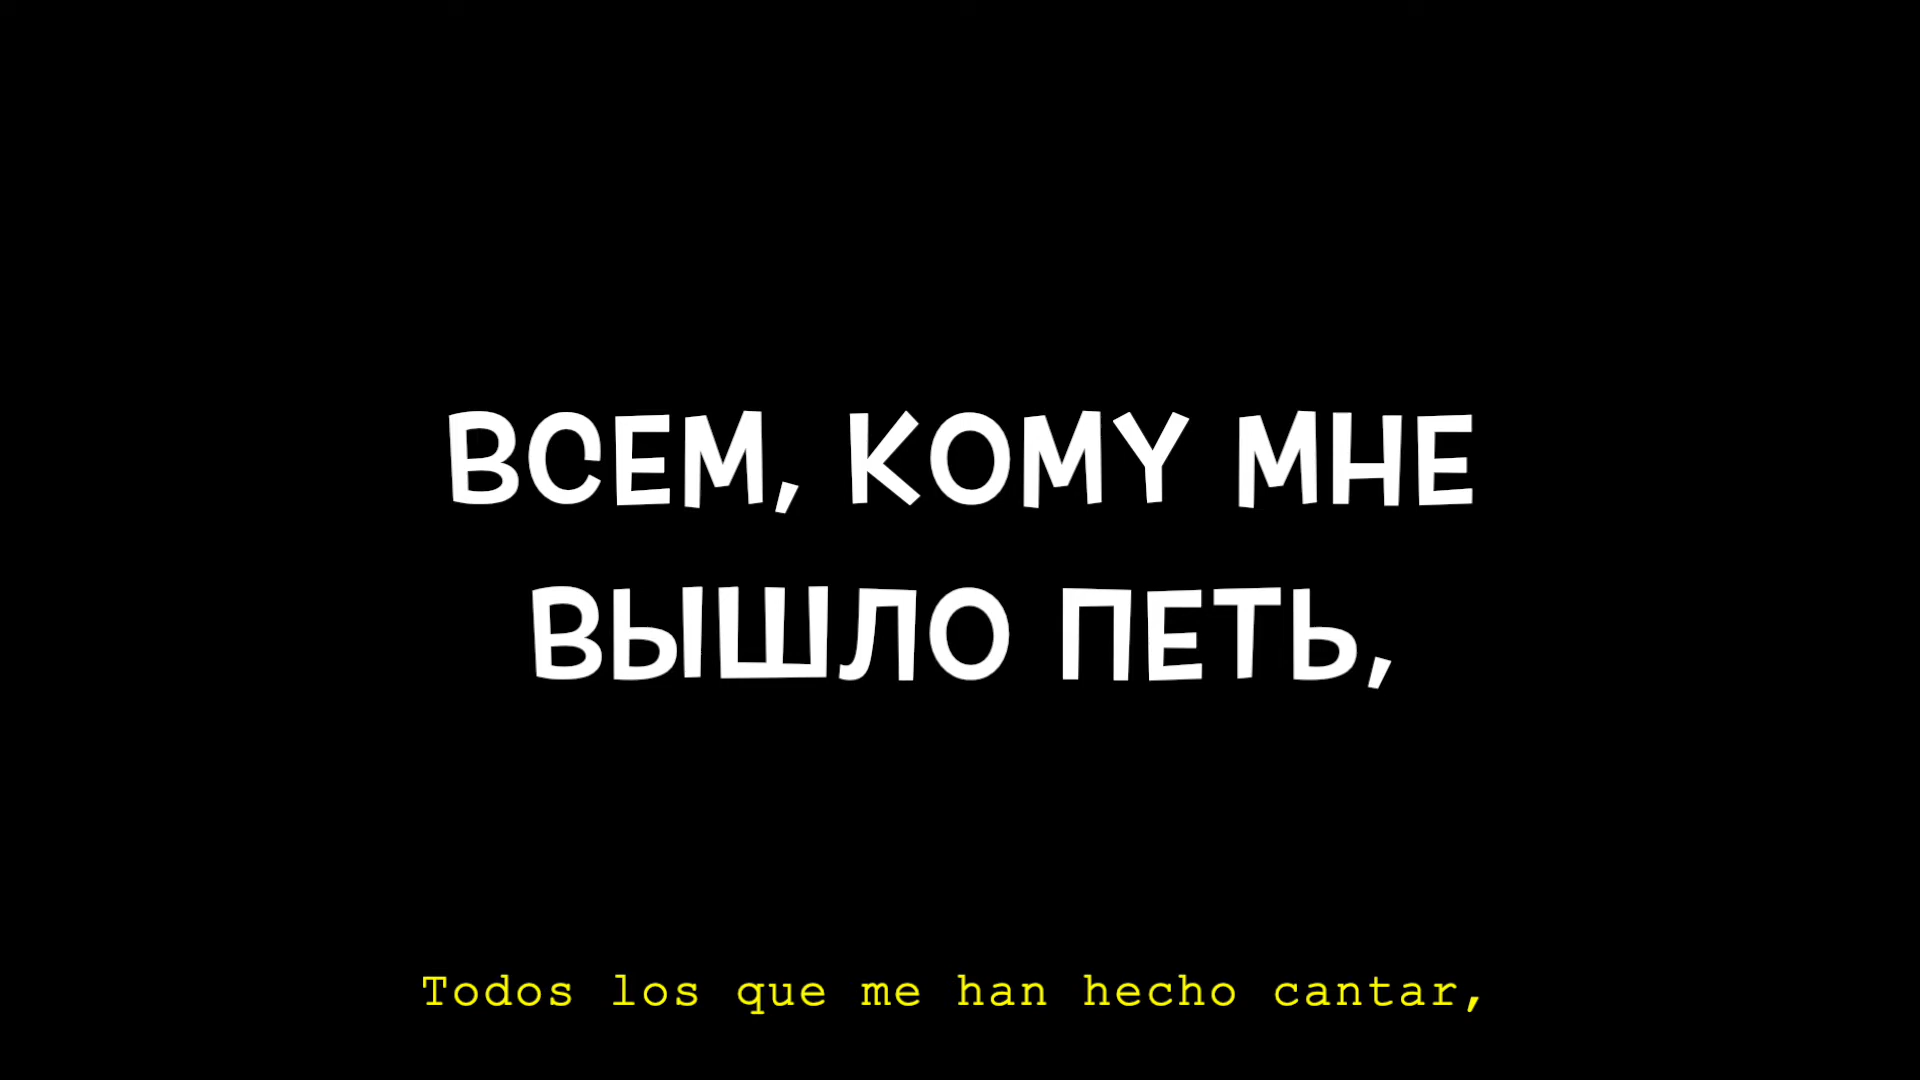 ВСЕМ, КОМУ МНЕ
ВЫШЛО ПЕТЬ,
Todos los que me han hecho cantar,